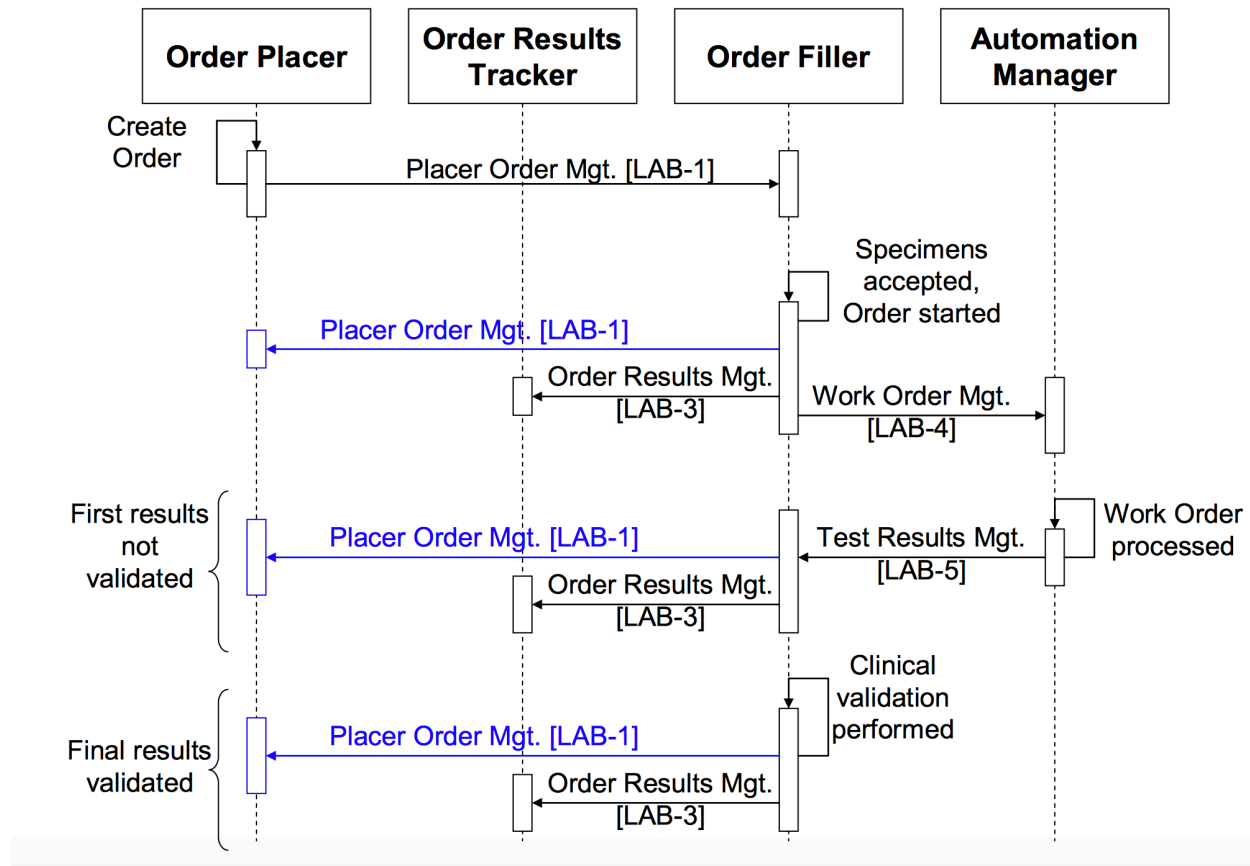 Order Placer
Order Results
Tracker
Order Filler
Automation
Manager
Create
Order
Placer Order Mgt. [LAB-1]
Specimens
accepted,
Order started
Placer Order Mgt. [LAB-1]
Order Results Mgt.
[LAB-3]
Work Order Mgt.
[LAB-4]
First results
not
validated
Placer Order Mgt. [LAB-1]
Test Results Mgt.
[LAB-5]
Work Order
processed
Order Results Mgt.
[LAB-3]
Clinical
validation
performed
Final results
validated
Placer Order Mgt. [LAB-1]
Order Results Mgt.
[LAB-3]